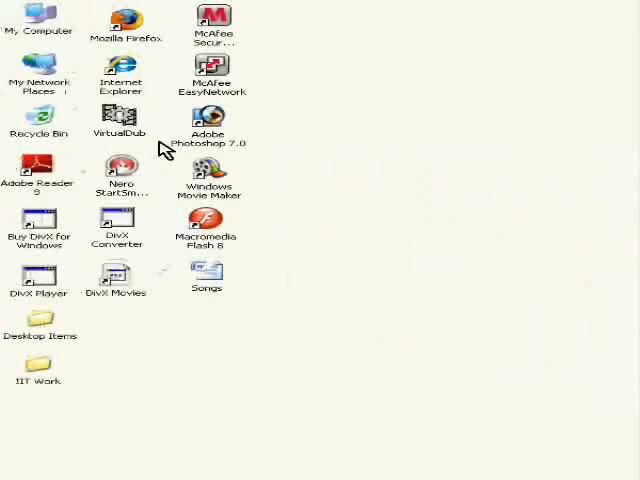 My Computer
Mozilla Firefox
McAfee
Secur...
My Network
Places
Internet
Explorer
McAfee
EasyNetwork
Recycle Bin
VirtualDub
Adobe
Photoshop 7.0
Adobe Reader
9
Nero
StartSm...
Windows
Movie Maker
Buy DivX for
Windows
DivX
Converter
Macromedia
Flash 8
DivX Player
DivX Movies
Songs
Desktop Items
IIT Work